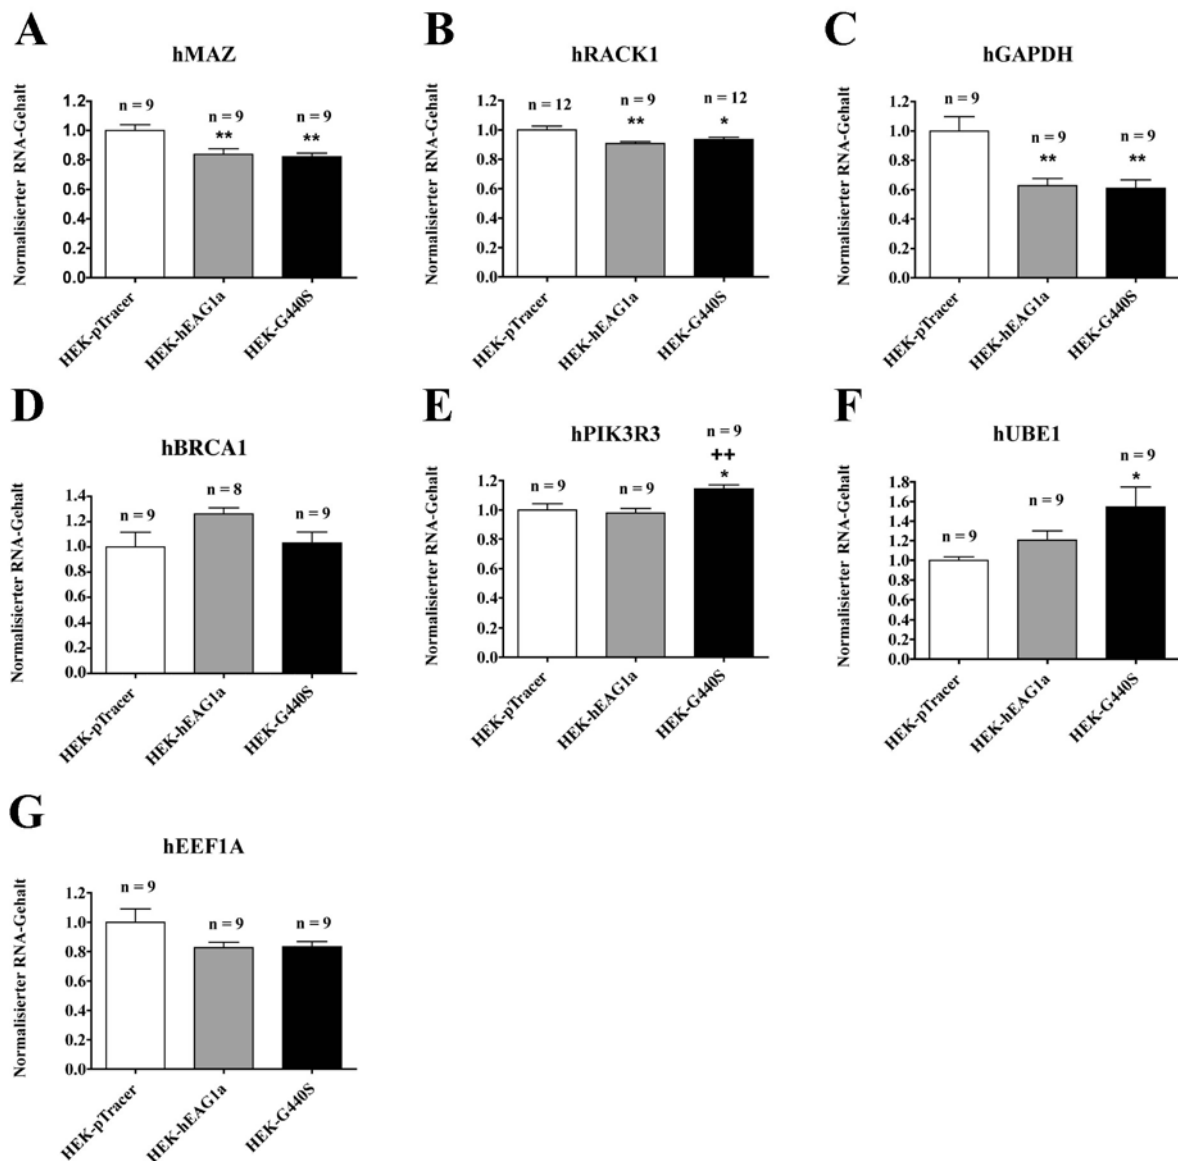 A
hMAZ
Normalisierter RNA-Gehalt
1.2
1.0
0.8
0.6
0.4
0.2
0.0
n = 9
n = 9
**
n = 9
**
HEK-pTracer
HEK-hEAG1a
HEK-G440S
B
hRACK1
Normalisierter RNA-Gehalt
1.2
1.0
0.8
0.6
0.4
0.2
0.0
n = 12
n = 9
**
n = 12
*
HEK-pTracer
HEK-hEAG1a
HEK-G440S
C
hGAPDH
Normalisierter RNA-Gehalt
1.2
1.0
0.8
0.6
0.4
0.2
0.0
n = 9
n = 9
**
n = 9
**
HEK-pTracer
HEK-hEAG1a
HEK-G440S
D
hBRCA1
Normalisierter RNA-Gehalt
1.4
1.2
1.0
0.8
0.6
0.4
0.2
0.0
n = 9
n = 8
n = 9
HEK-pTracer
HEK-hEAG1a
HEK-G440S
E
hPIK3R3
Normalisierter RNA-Gehalt
1.2
1.0
0.8
0.6
0.4
0.2
0.0
n = 9
n = 9
n = 9
++
*
HEK-pTracer
HEK-hEAG1a
HEK-G440S
F
hUBE1
Normalisierter RNA-Gehalt
1.8
1.6
1.4
1.2
1.0
0.8
0.6
0.4
0.2
0.0
n = 9
n = 9
n = 9
*
HEK-pTracer
HEK-hEAG1a
HEK-G440S
G
hEEF1A
Normalisierter RNA-Gehalt
1.2
1.0
0.8
0.6
0.4
0.2
0.0
n = 9
n = 9
n = 9
HEK-pTracer
HEK-hEAG1a
HEK-G440S